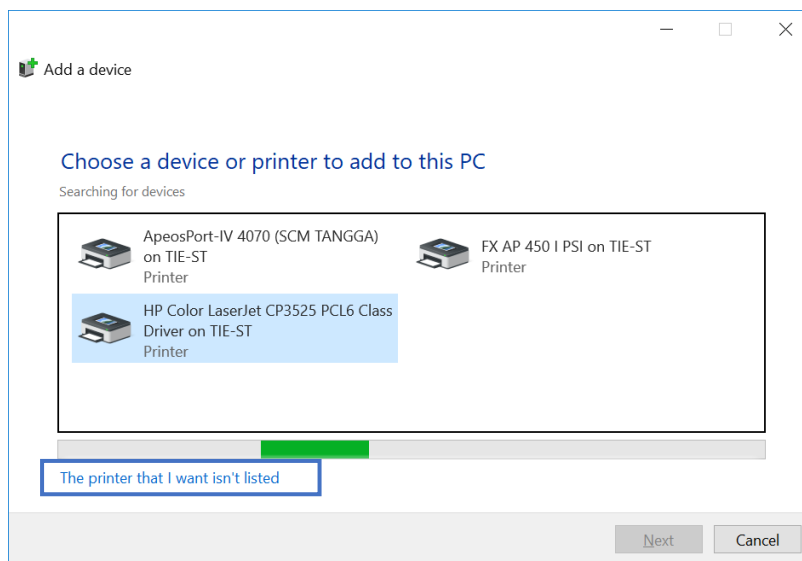 Add a device
Choose a device or printer to add to this PC
Searching for devices
ApeosPort-IV 4070 (SCM TANGGA)
on TIE-ST
Printer
FX AP 450 I PSI on TIE-ST
Printer
HP Color LaserJet CP3525 PCL6 Class
Driver on TIE-ST
Printer
The printer that I want isn't listed
Next
Cancel